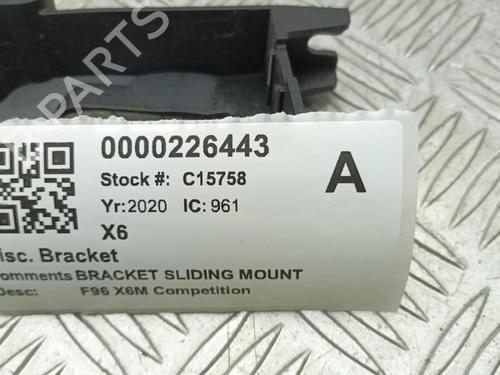 B PARTS
0000226443
Stock #: C15758
A
Yr:2020 IC: 961
X6
isc. Bracket
omments BRACKET SLIDING MOUNT
Desc: F96 X6M Competition